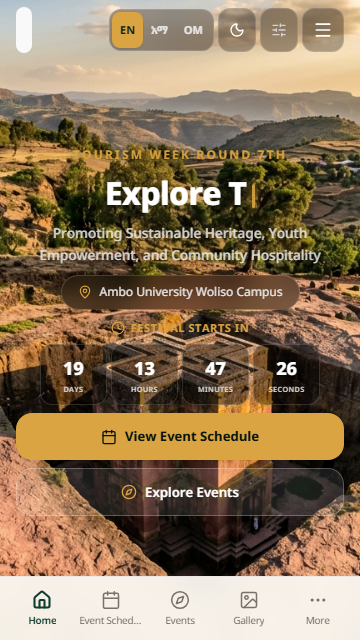 EN
አማ
OM
TOURISM WEEK ROUND 7TH
Explore T
Promoting Sustainable Heritage, Youth
Empowerment, and Community Hospitality
Ambo University Woliso Campus
FESTIVAL STARTS IN
19
13
47
26
DAYS
HOURS
MINUTES
SECONDS
View Event Schedule
Explore Events
Home
Event Sched...
Events
Gallery
More